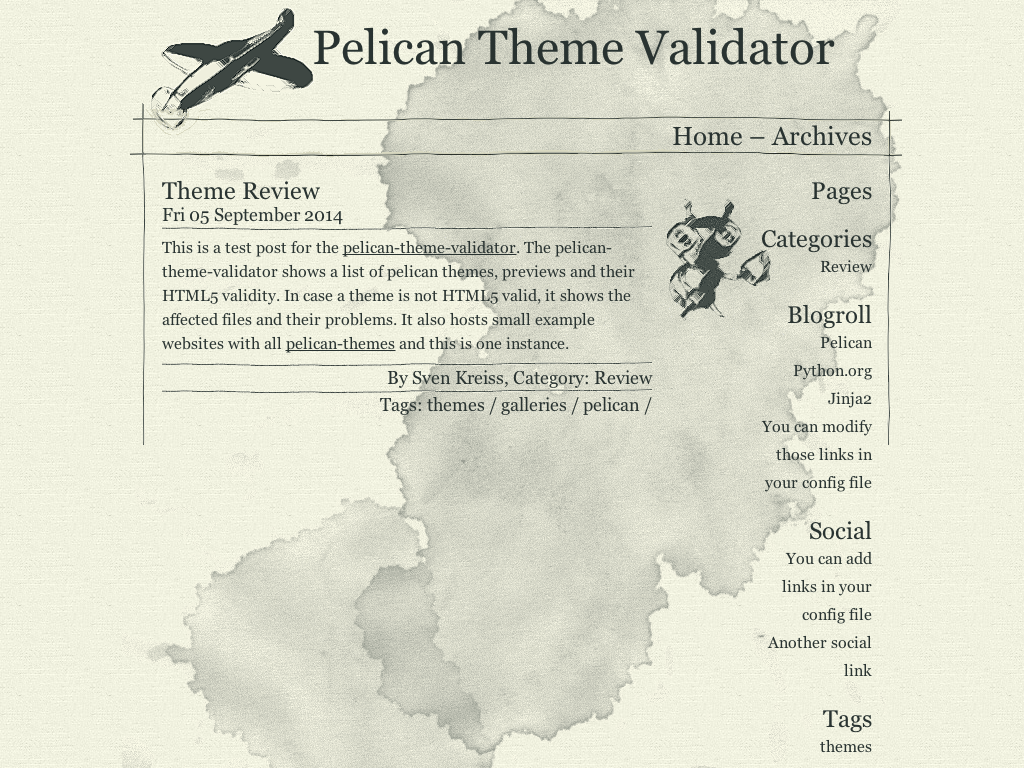 Pelican Theme Validator
Home – Archives
Theme Review
Fri 05 September 2014
This is a test post for the pelican-theme-validator. The pelican-
theme-validator shows a list of pelican themes, previews and their
HTML5 validity. In case a theme is not HTML5 valid, it shows the
affected files and their problems. It also hosts small example
websites with all pelican-themes and this is one instance.
By Sven Kreiss, Category: Review
Tags: themes / galleries / pelican /
Pages
Categories
Review
Blogroll
Pelican
Python.org
Jinja2
You can modify
those links in
your config file
Social
You can add
links in your
config file
Another social
link
Tags
themes